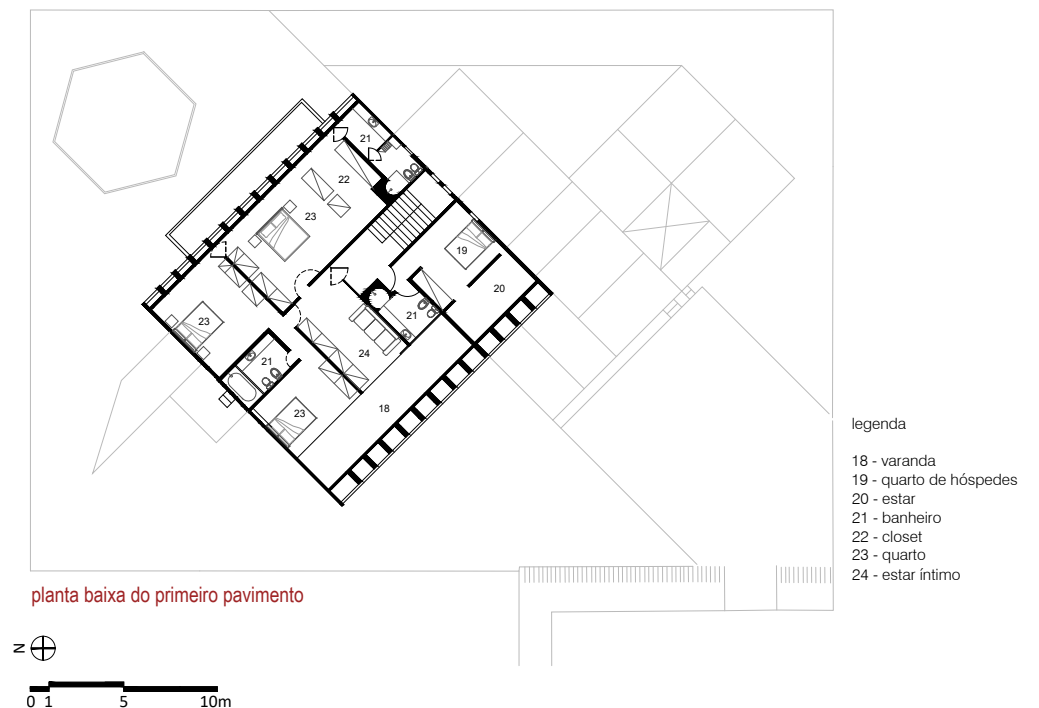 21
22
23
19
20
23
21
24
21
18
23
legenda
18 - varanda
19 - quarto de hóspedes
20 - estar
21 - banheiro
22 - closet
23 - quarto
24 - estar íntimo
planta baixa do primeiro pavimento
N
0 1 5 10m